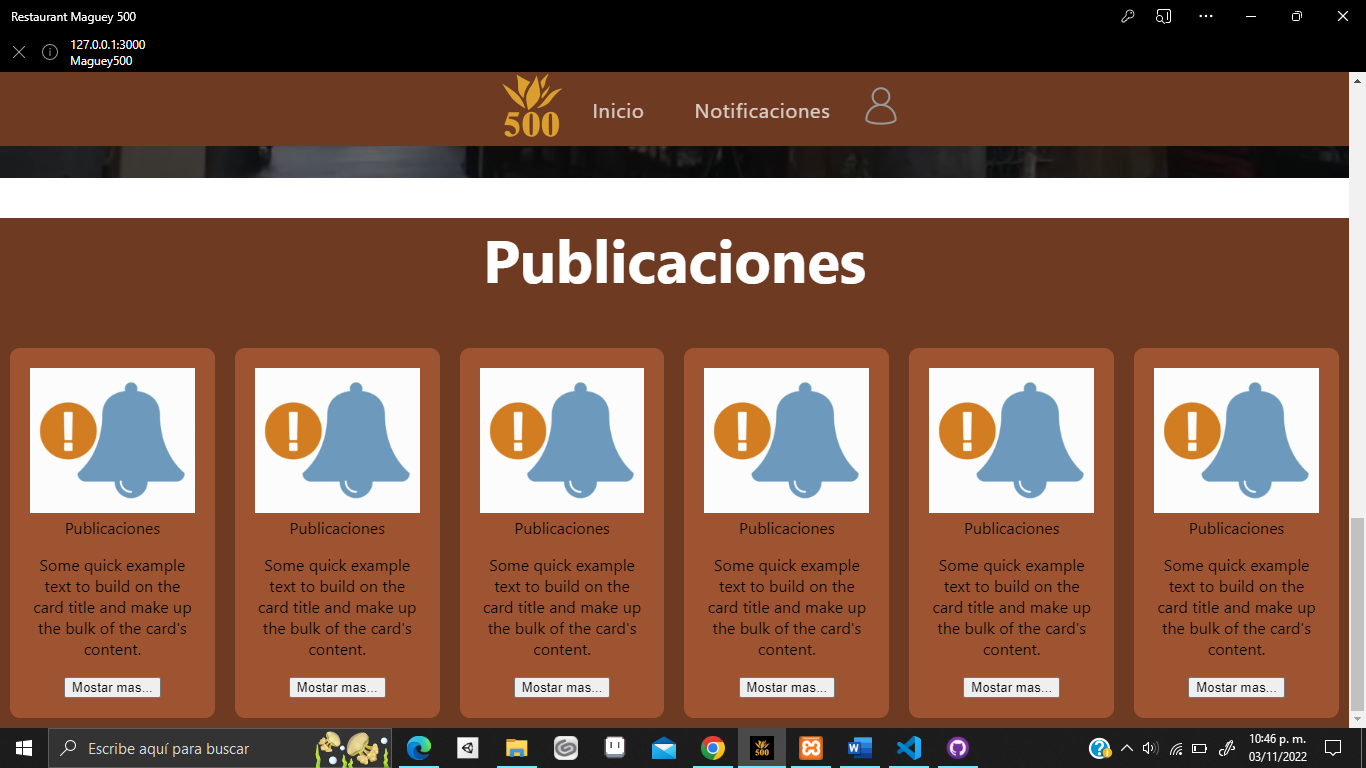 Restaurant Maguey 500
127.0.0.1:3000
Maguey500
500
Inicio
Notificaciones
Publicaciones
!
!
!
!
!
!
Publicaciones
Some quick example
text to build on the
card title and make up
the bulk of the card's
content.
Mostar mas...
Publicaciones
Some quick example
text to build on the
card title and make up
the bulk of the card's
content.
Mostar mas...
Publicaciones
Some quick example
text to build on the
card title and make up
the bulk of the card's
content.
Mostar mas...
Publicaciones
Some quick example
text to build on the
card title and make up
the bulk of the card's
content.
Mostar mas...
Publicaciones
Some quick example
text to build on the
card title and make up
the bulk of the card's
content.
Mostar mas...
Publicaciones
Some quick example
text to build on the
card title and make up
the bulk of the card's
content.
Mostar mas...
Escribe aquí para buscar
500
10:46 p. m.
03/11/2022